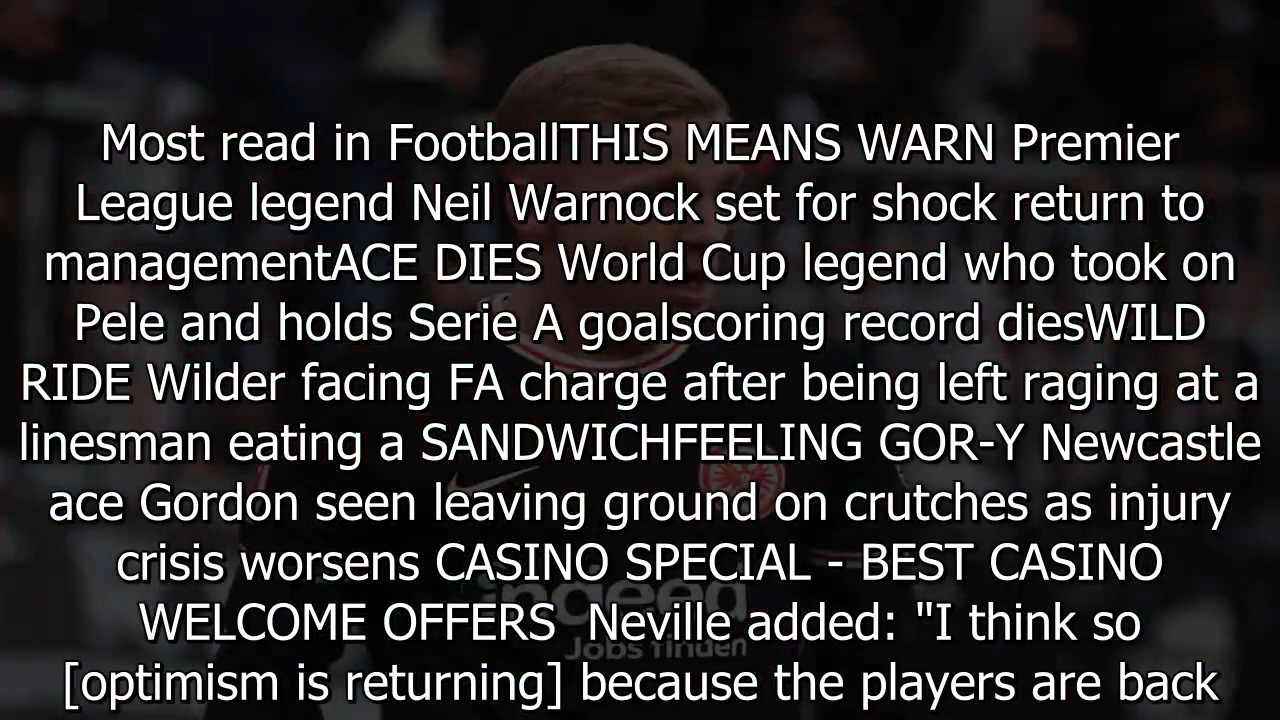 Most read in FootballTHIS MEANS WARN Premier
League legend Neil Warnock set for shock return to
managementACE DIES World Cup legend who took on
Pele and holds Serie A goalscoring record diesWILD
RIDE Wilder facing FA charge after being left raging at a
linesman eating a SANDWICHFEELING GOR-Y Newcastle
ace Gordon seen leaving ground on crutches as injury
crisis worsens CASINO SPECIAL - BEST CASINO
WELCOME OFFERS  Neville added: "I think so
[optimism is returning] because the players are back
indeed
Jobs finden